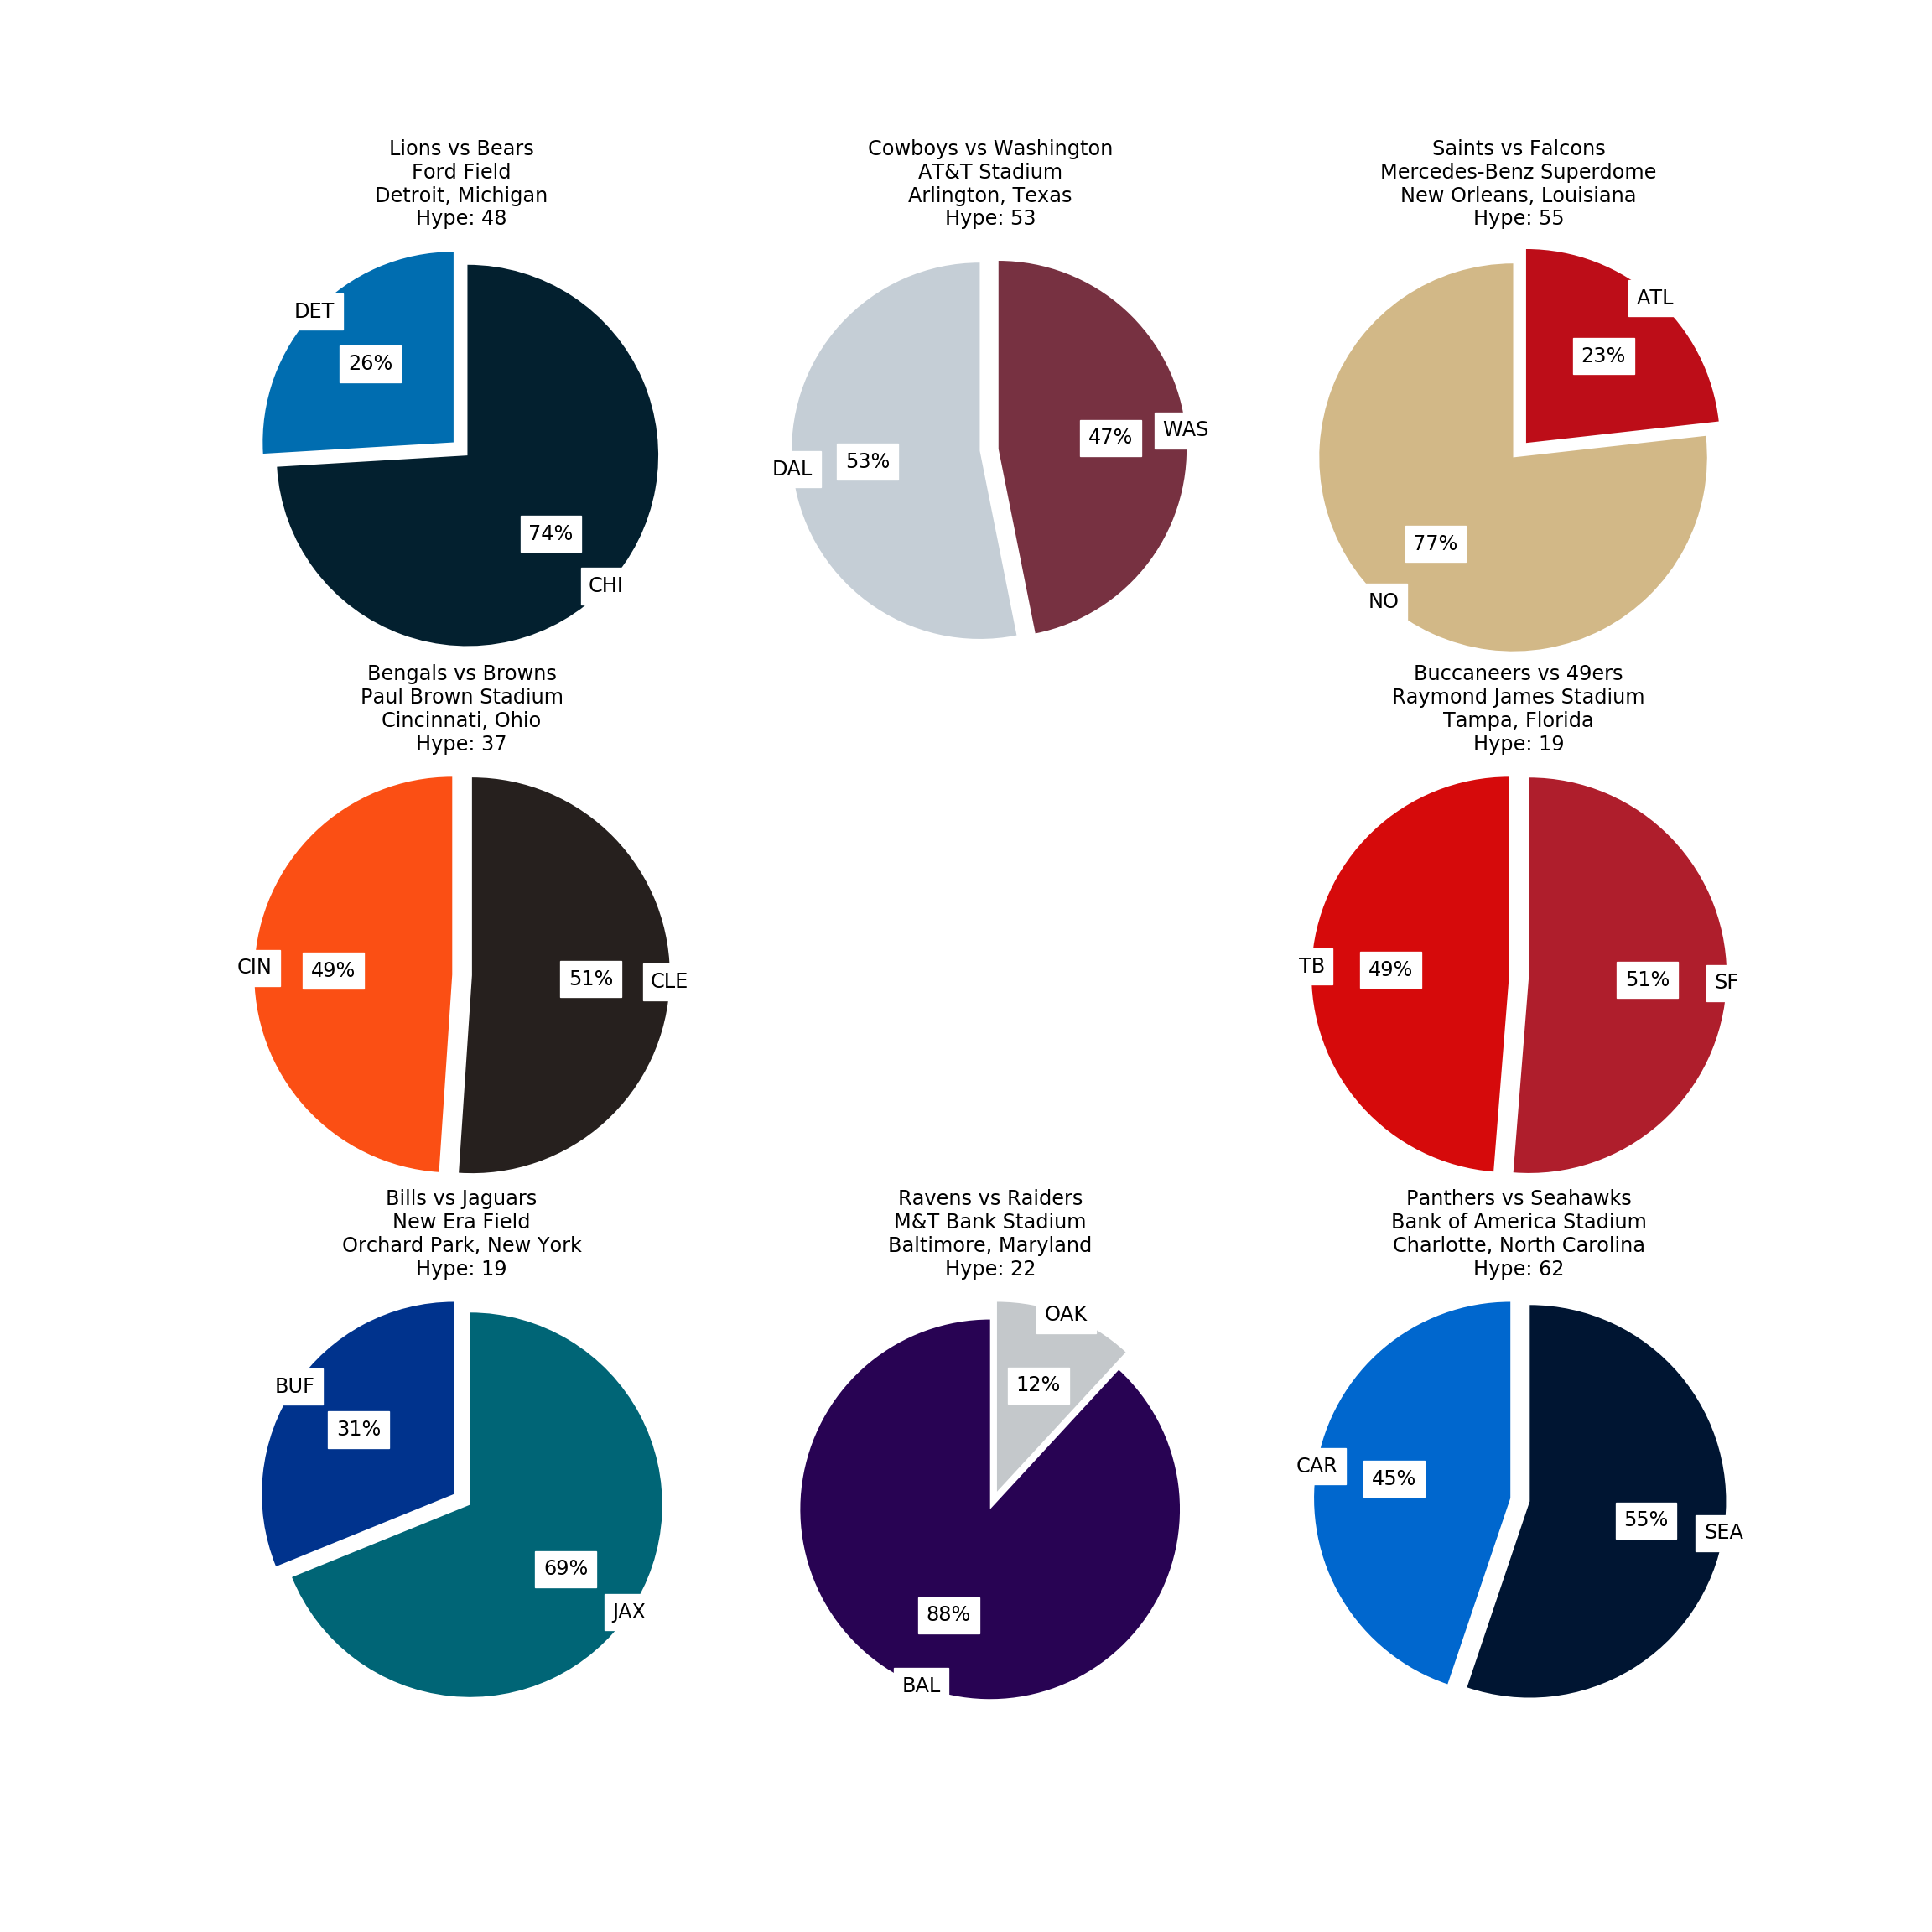 Lions vs Bears
Ford Field
Detroit, Michigan
Hype: 48
DET
26%
74%
CHI
Cowboys vs Washington
AT&T Stadium
Arlington, Texas
Hype: 53
WAS
47%
53%
DAL
Saints vs Falcons
Mercedes-Benz Superdome
New Orleans, Louisiana
Hype: 55
ATL
23%
77%
NO
Bengals vs Browns
Paul Brown Stadium
Cincinnati, Ohio
Hype: 37
CIN
49%
51%
CLE
Buccaneers vs 49ers
Raymond James Stadium
Tampa, Florida
Hype: 19
TB
49%
51%
SF
Bills vs Jaguars
New Era Field
Orchard Park, New York
Hype: 19
BUF
31%
69%
JAX
Ravens vs Raiders
M&T Bank Stadium
Baltimore, Maryland
Hype: 22
OAK
12%
88%
BAL
Panthers vs Seahawks
Bank of America Stadium
Charlotte, North Carolina
Hype: 62
CAR
45%
55%
SEA